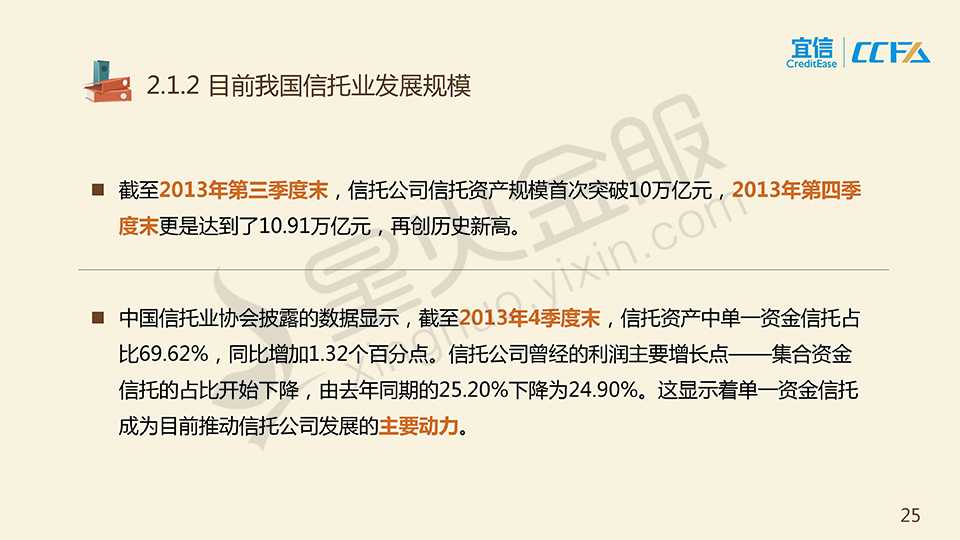 宜信
CreditEase
CCFA
2.1.2 目前我国信托业发展规模
截至2013年第三季度末，信托公司信托资产规模首次突破10万亿元，2013年第四季
度末更是达到了10.91万亿元，再创历史新高。
中国信托业协会披露的数据显示，截至2013年4季度末，信托资产中单一资金信托占
比69.62%，同比增加1.32个百分点。信托公司曾经的利润主要增长点——集合资金
信托的占比开始下降，由去年同期的25.20%下降为24.90%。这显示着单一资金信托
成为目前推动信托公司发展的主要动力。
星火金服
xinghuo.yixin.com
25